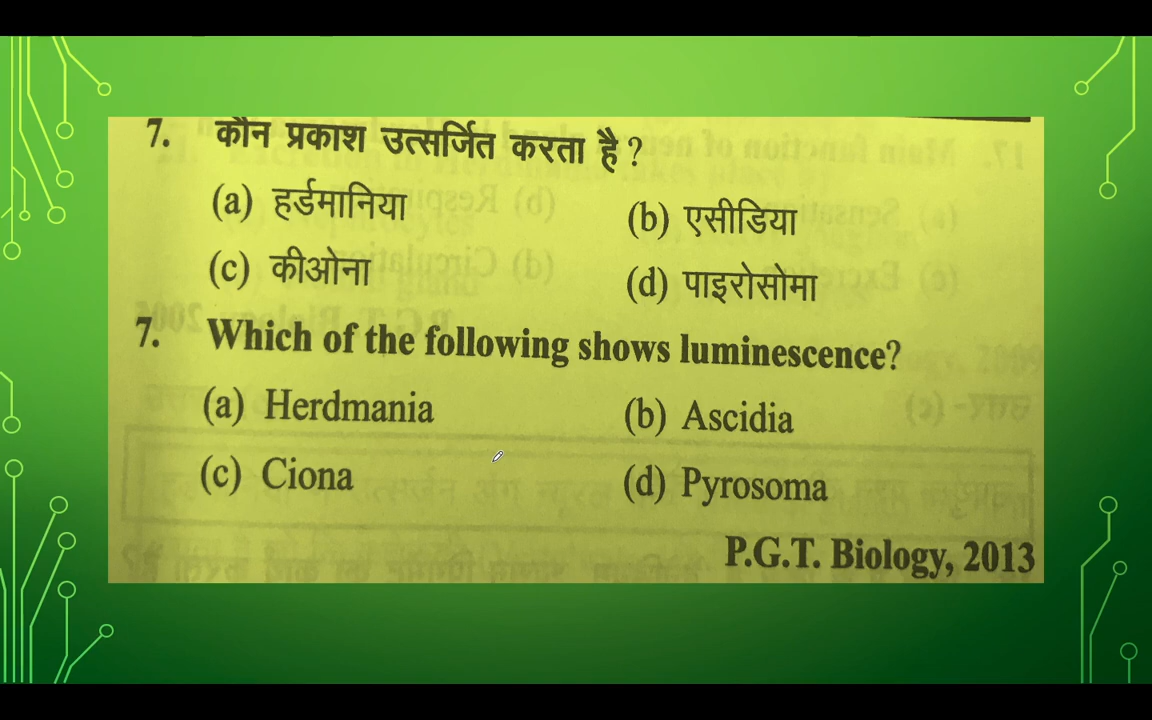 7. कौन प्रकाश उत्सर्जित करता है ?
(a) हर्डमानिया (b) एसीडिया
(c) कीओना (d) पाइरोसोमा
7. Which of the following shows luminescence?
(a) Herdmania (b) Ascidia
(c) Ciona (d) Pyrosoma
P.G.T. Biology, 2013